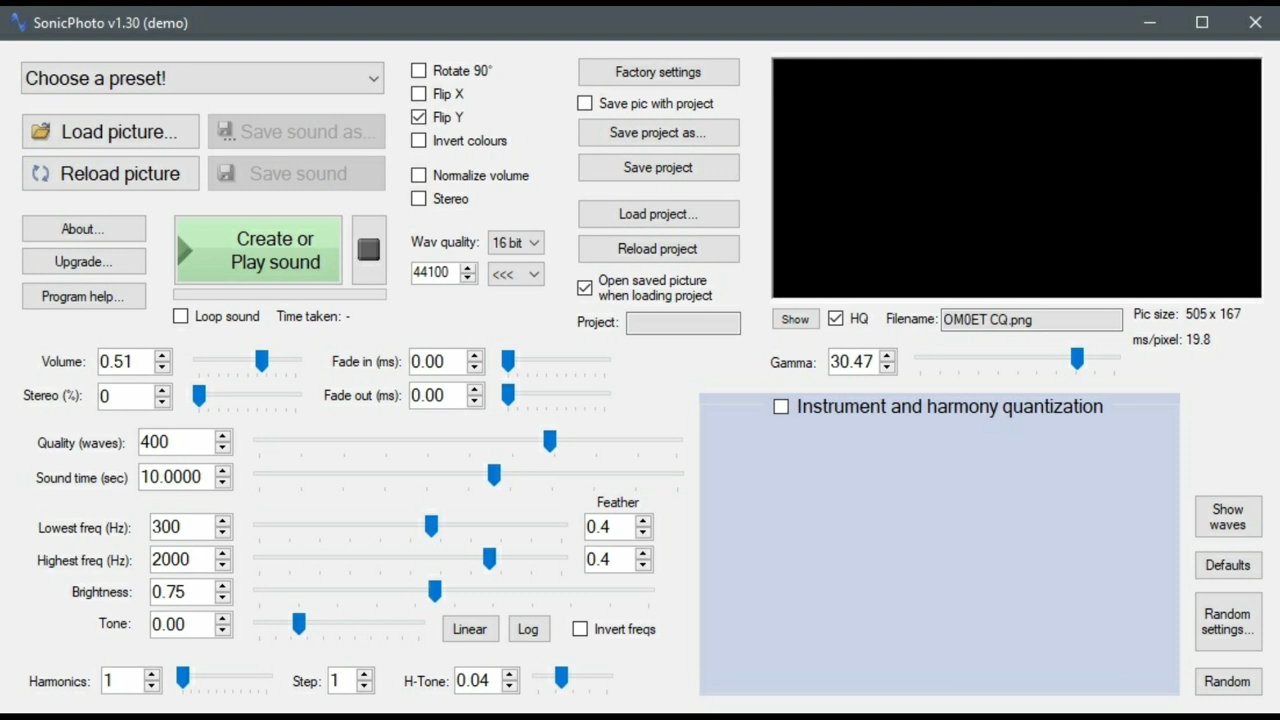 SonicPhoto v1.30 (demo)
Choose a preset!
Load picture...
Save sound as...
Reload picture
Save sound
About...
Upgrade...
Program help...
Create or
Play sound
Loop sound
Time taken: -
Rotate 90°
Flip X
Flip Y
Invert colours
Normalize volume
Stereo
Wav quality:
16 bit
44100
<<<
Factory settings
Save pic with project
Save project as...
Save project
Load project...
Reload project
Open saved picture
when loading project
Project:
Show
HQ
Filename:
OM0ET CQ.png
Pic size: 505 x 167
ms/pixel: 19.8
Gamma:
30.47
Volume:
0.51
Fade in (ms):
0.00
Stereo (%):
0
Fade out (ms):
0.00
Quality (waves):
400
Sound time (sec)
10.0000
Feather
Lowest freq (Hz):
300
0.4
Highest freq (Hz):
2000
0.4
Brightness:
0.75
Tone:
0.00
Linear
Log
Invert freqs
Harmonics:
1
Step:
1
H-Tone:
0.04
Instrument and harmony quantization
Show
waves
Defaults
Random
settings...
Random